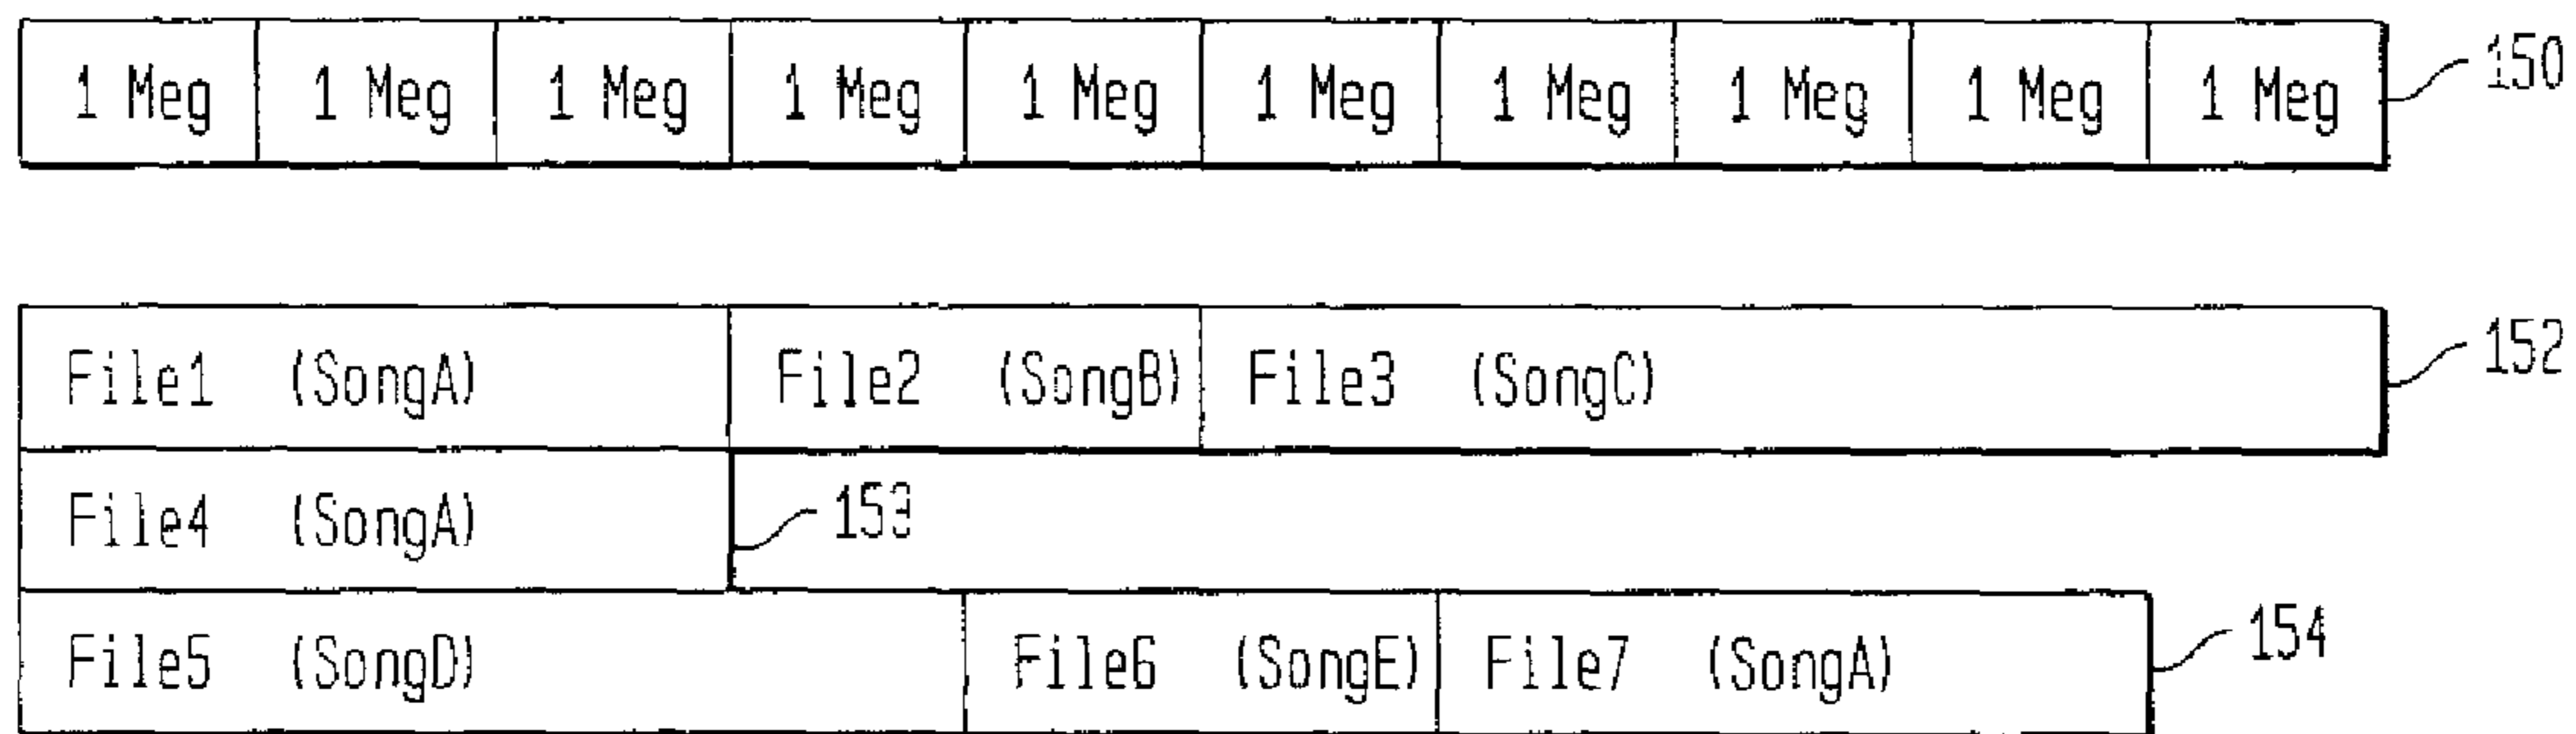 1 Meg 1 Meg 1 Meg 1 Meg 1 Meg 1 Meg 1 Meg 1 Meg 1 Meg 1 Meg 150
File1 (SongA) File2 (SongB) File3 (SongC) 152
File4 (SongA) 153
File5 (SongD) File6 (SongE) File7 (SongA) 154